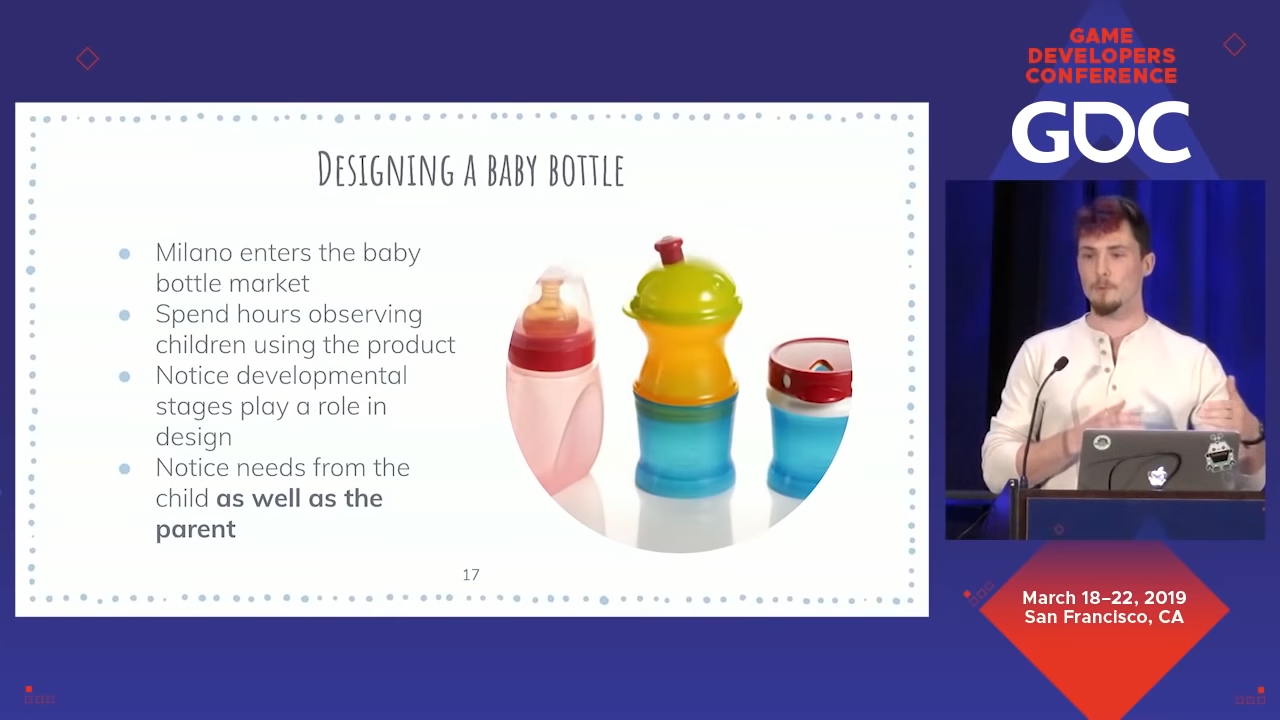 GAME
DEVELOPERS
CONFERENCE
GDC
Designing a baby bottle
Milano enters the baby
bottle market
Spend hours observing
children using the product
Notice developmental
stages play a role in
design
Notice needs from the
child as well as the
parent
17
March 18–22, 2019
San Francisco, CA